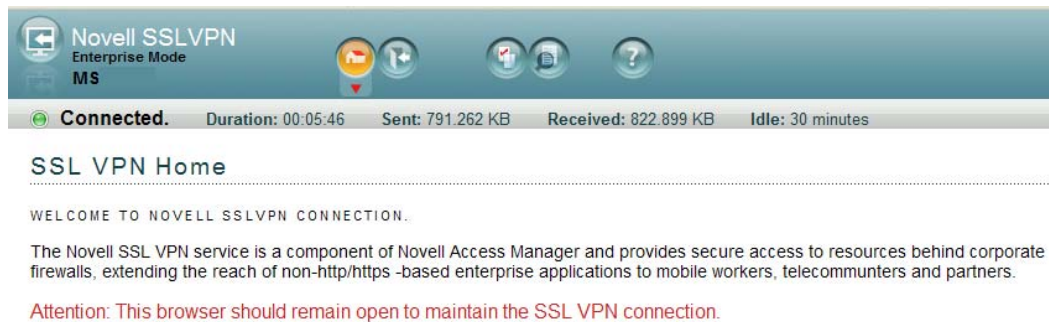 Novell SSLVPN
Enterprise Mode
MS
?
Connected. Duration: 00:05:46 Sent: 791.262 KB Received: 822.899 KB Idle: 30 minutes
SSL VPN Home
WELCOME TO NOVELL SSLVPN CONNECTION.
The Novell SSL VPN service is a component of Novell Access Manager and provides secure access to resources behind corporate
firewalls, extending the reach of non-http/https -based enterprise applications to mobile workers, telecommunters and partners.
Attention: This browser should remain open to maintain the SSL VPN connection.